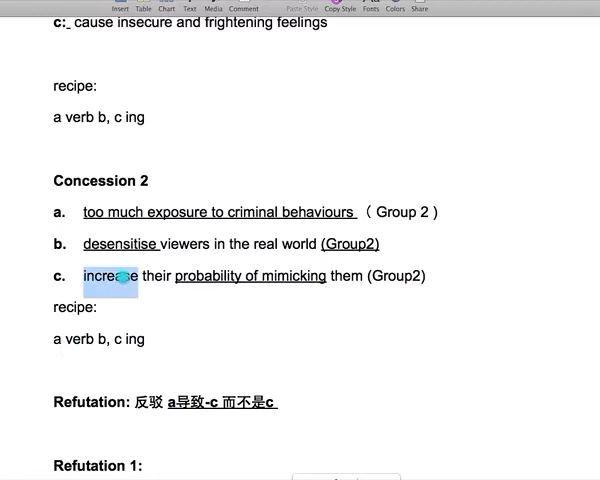 Insert Table Chart Text Media Comment Paste Style Copy Style Fonts Colors Share
c: cause insecure and frightening feelings
recipe:
a verb b, c ing
Concession 2
a. too much exposure to criminal behaviours （ Group 2 )
b. desensitise viewers in the real world (Group2)
c. increase their probability of mimicking them (Group2)
recipe:
a verb b, c ing
Refutation: 反驳 a导致-c 而不是c
Refutation 1: